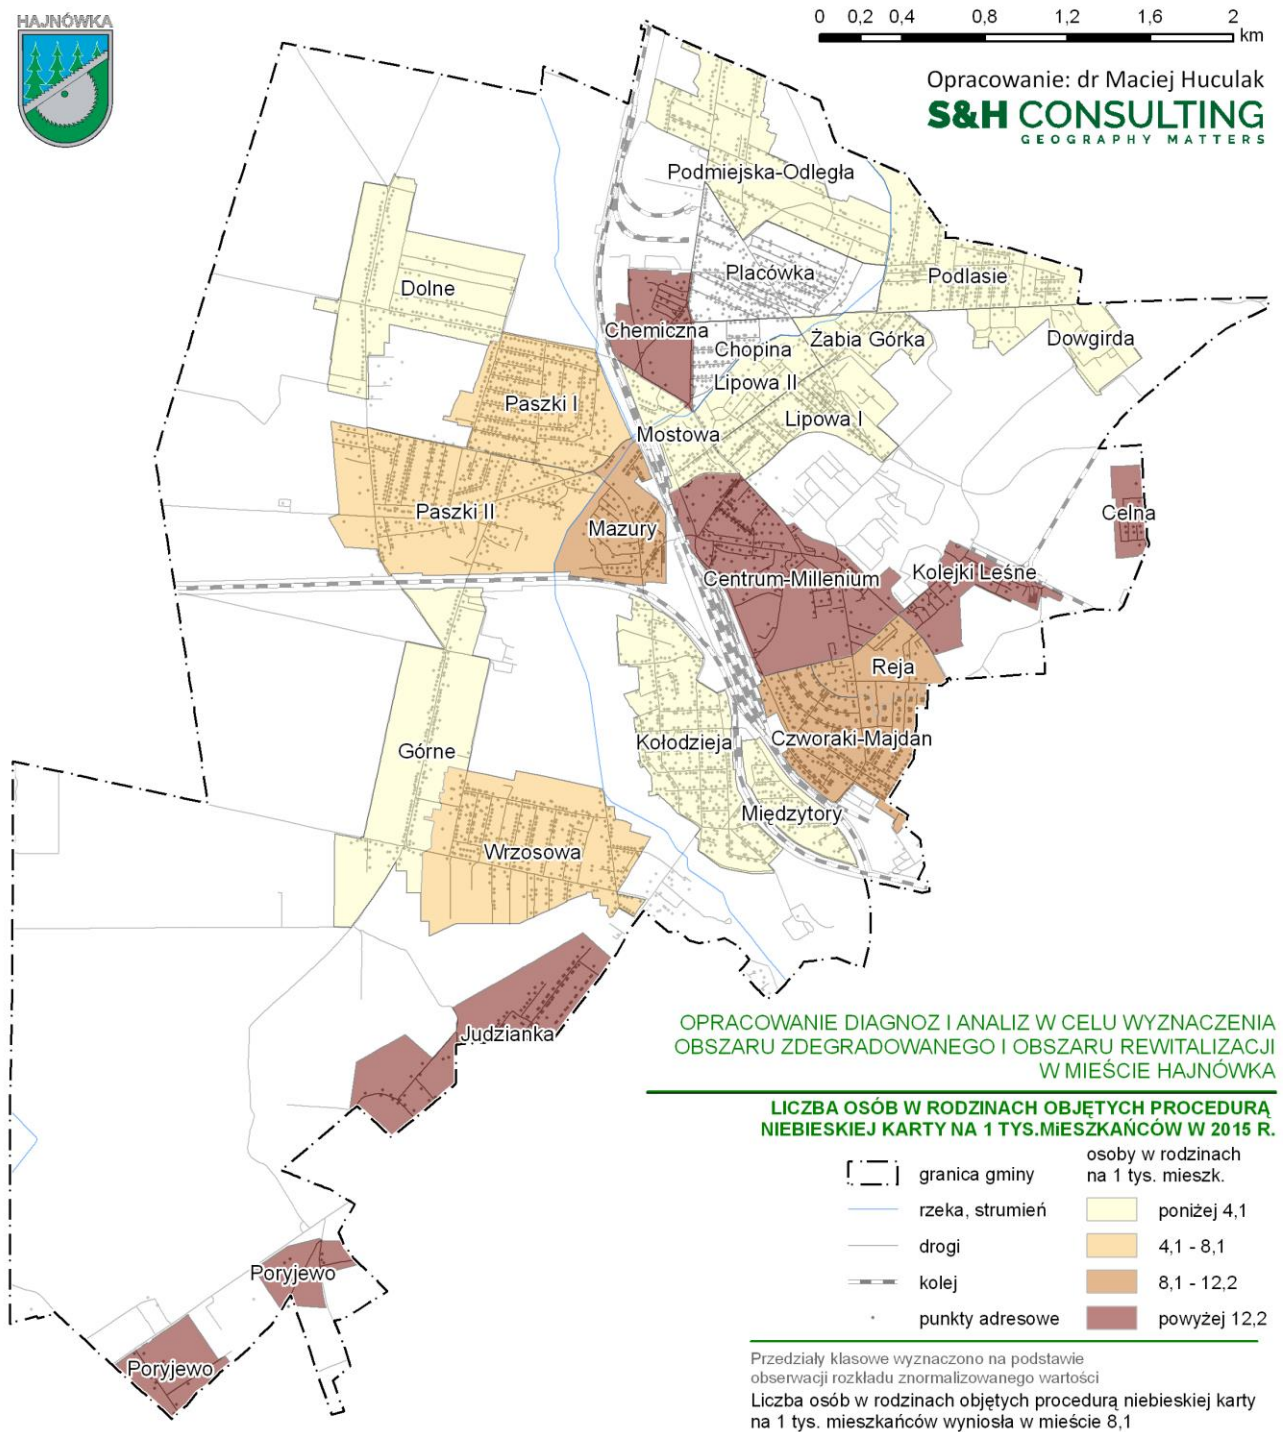 HAJNÓWKA
0 0,2 0,4 0,8 1,2 1,6 2
km
Opracowanie: dr Maciej Huculak
S&H CONSULTING
GEOGRAPHY MATTERS
Podmiejska-Odległa
Placówka
Podlasie
Dolne
Chemiczna
Chopina
Żabia Górka
Dowgirda
Lipowa II
Paszki I
Lipowa I
Mostowa
Paszki II
Mazury
Celna
Centrum-Millenium
Kolejki Leśne
Reja
Górne
Kołodzieja
Czworaki-Majdan
Międzytory
Wrzosowa
Judzianka
Poryjewo
Poryjewo
OPRACOWANIE DIAGNOZ I ANALIZ W CELU WYZNACZENIA
OBSZARU ZDEGRADOWANEGO I OBSZARU REWITALIZACJI
W MIEŚCIE HAJNÓWKA
LICZBA OSÓB W RODZINACH OBJĘTYCH PROCEDURĄ
NIEBIESKIEJ KARTY NA 1 TYS.MiESZKAŃCÓW W 2015 R.
granica gminy
rzeka, strumień
drogi
kolej
punkty adresowe
osoby w rodzinach
na 1 tys. mieszk.
poniżej 4,1
4,1 - 8,1
8,1 - 12,2
powyżej 12,2
Przedziały klasowe wyznaczono na podstawie
obserwacji rozkładu znormalizowanego wartości
Liczba osób w rodzinach objętych procedurą niebieskiej karty
na 1 tys. mieszkańców wyniosła w mieście 8,1